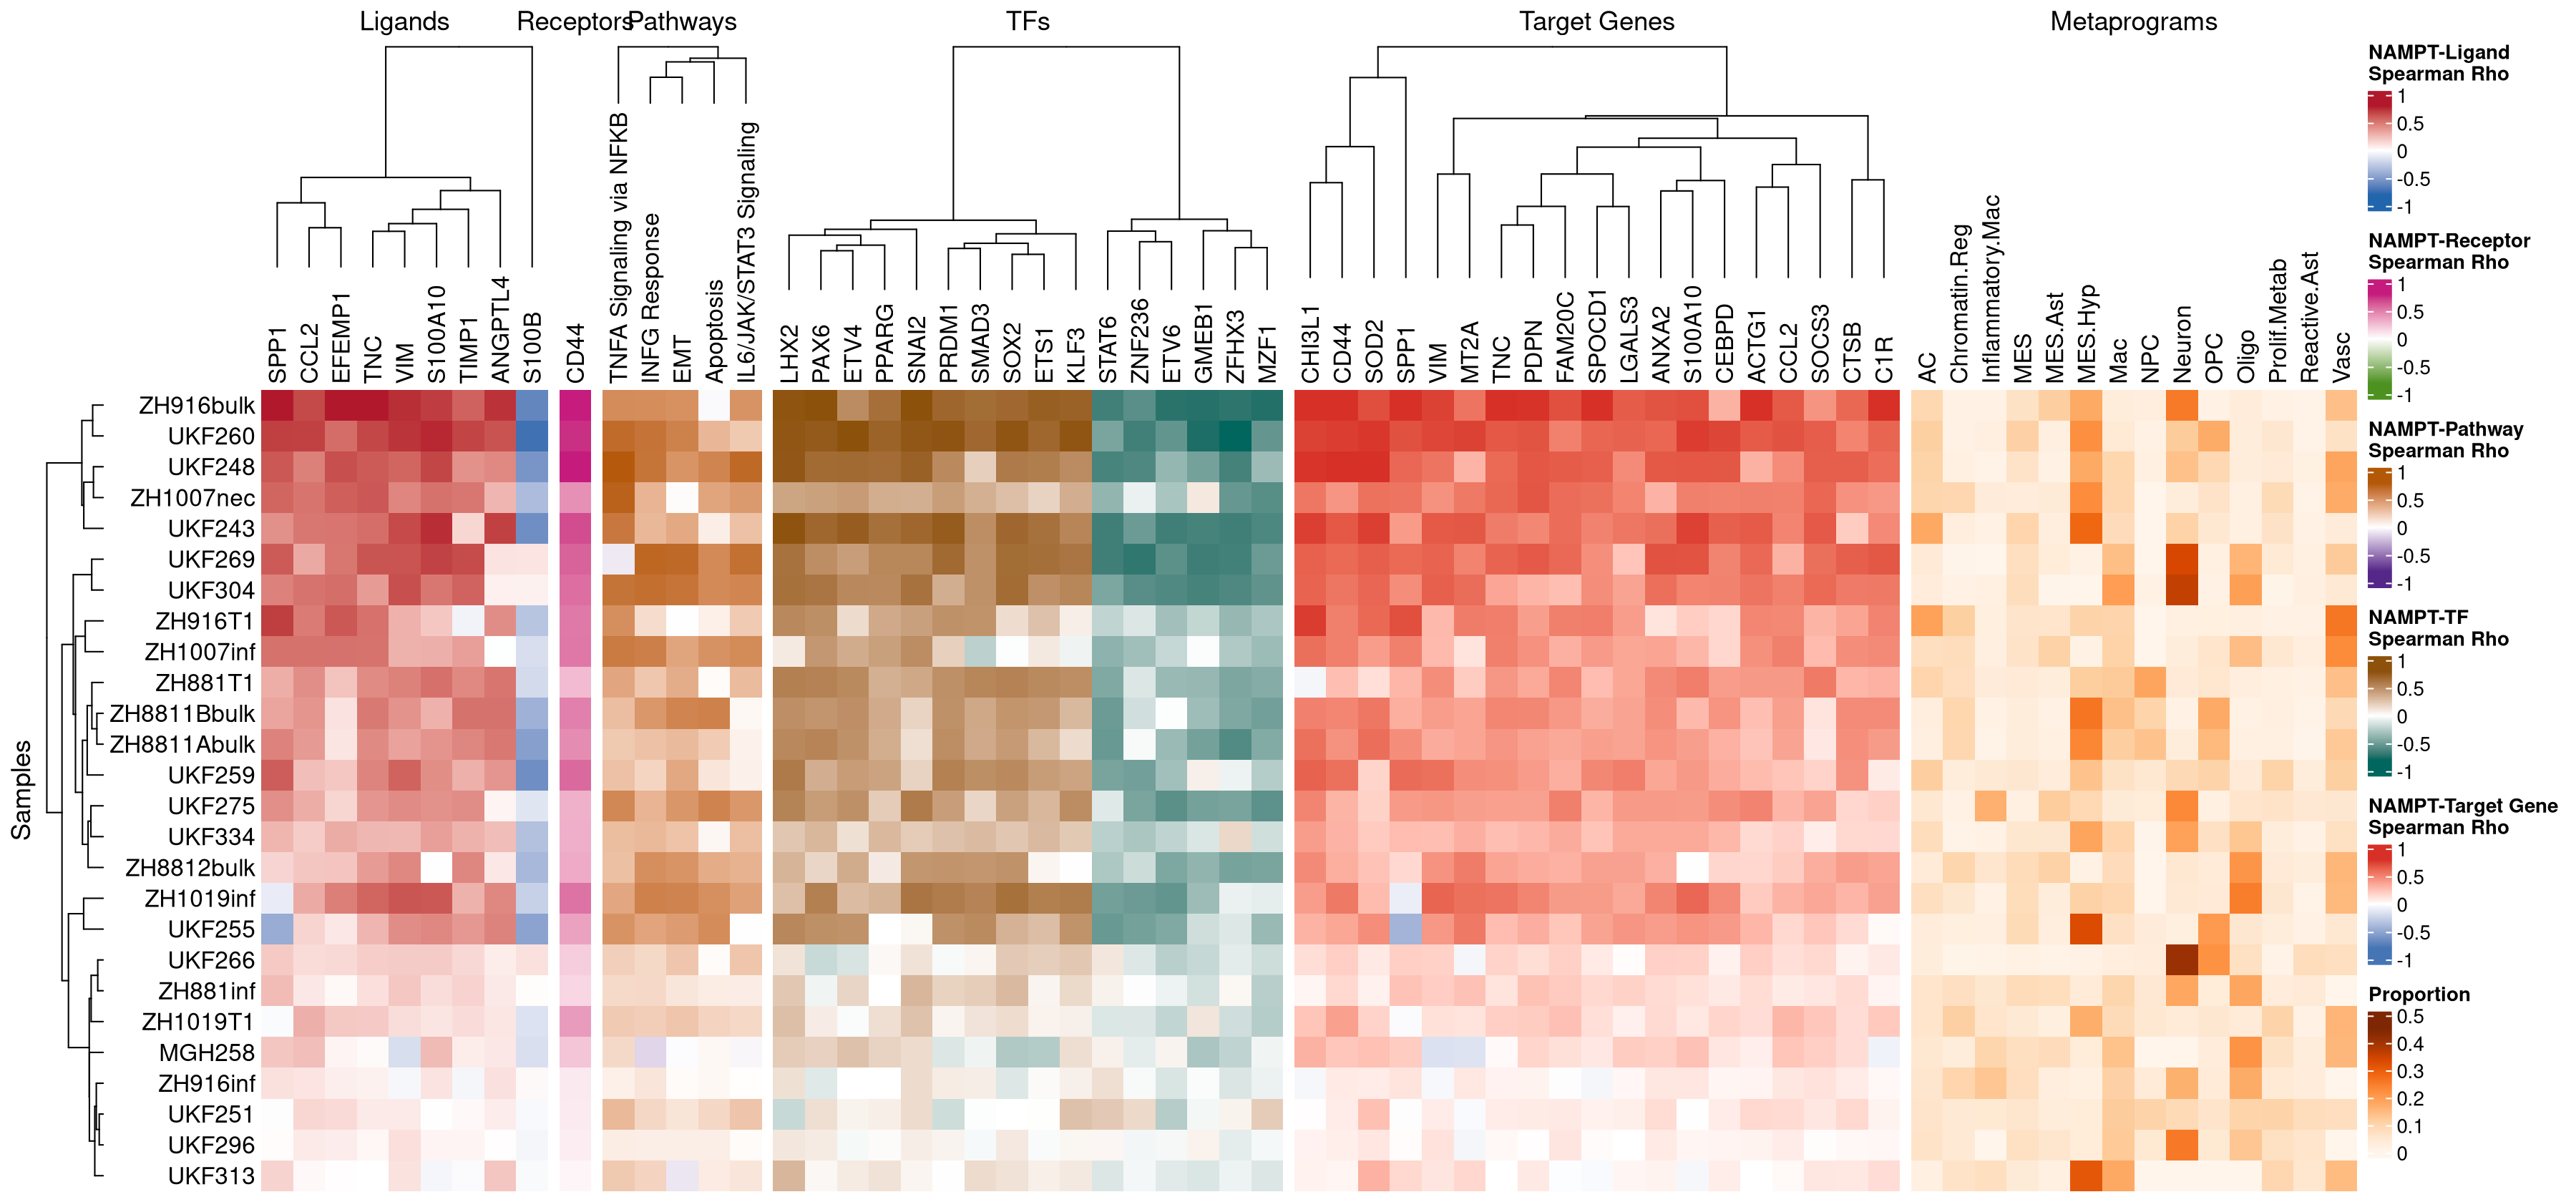 Ligands
Receptors
Pathways
TFs
Target Genes
Metaprograms
SPP1
CCL2
EFEMP1
TNC
VIM
S100A10
TIMP1
ANGPTL4
S100B
CD44
TNFA Signaling via NFKB
INFG Response
EMT
Apoptosis
IL6/JAK/STAT3 Signaling
LHX2
PAX6
ETV4
PPARG
SNAI2
PRDM1
SMAD3
SOX2
ETS1
KLF3
STAT6
ZNF236
ETV6
GMEB1
ZFHX3
MZF1
CHI3L1
CD44
SOD2
SPP1
VIM
MT2A
TNC
PDPN
FAM20C
SPOCD1
LGALS3
ANXA2
S100A10
CEBPD
ACTG1
CCL2
SOCS3
CTSB
C1R
AC
Chromatin.Reg
Inflammatory.Mac
MES
MES.Ast
MES.Hyp
Mac
NPC
Neuron
OPC
Oligo
Prolif.Metab
Reactive.Ast
Vasc
Samples
ZH916bulk
UKF260
UKF248
ZH1007nec
UKF243
UKF269
UKF304
ZH916T1
ZH1007inf
ZH881T1
ZH8811Bbulk
ZH8811Abulk
UKF259
UKF275
UKF334
ZH8812bulk
ZH1019inf
UKF255
UKF266
ZH881inf
ZH1019T1
MGH258
ZH916inf
UKF251
UKF296
UKF313
NAMPT-Ligand
Spearman Rho
1
0.5
0
-0.5
-1
NAMPT-Receptor
Spearman Rho
1
0.5
0
-0.5
-1
NAMPT-Pathway
Spearman Rho
1
0.5
0
-0.5
-1
NAMPT-TF
Spearman Rho
1
0.5
0
-0.5
-1
NAMPT-Target Gene
Spearman Rho
1
0.5
0
-0.5
-1
Proportion
0.5
0.4
0.3
0.2
0.1
0